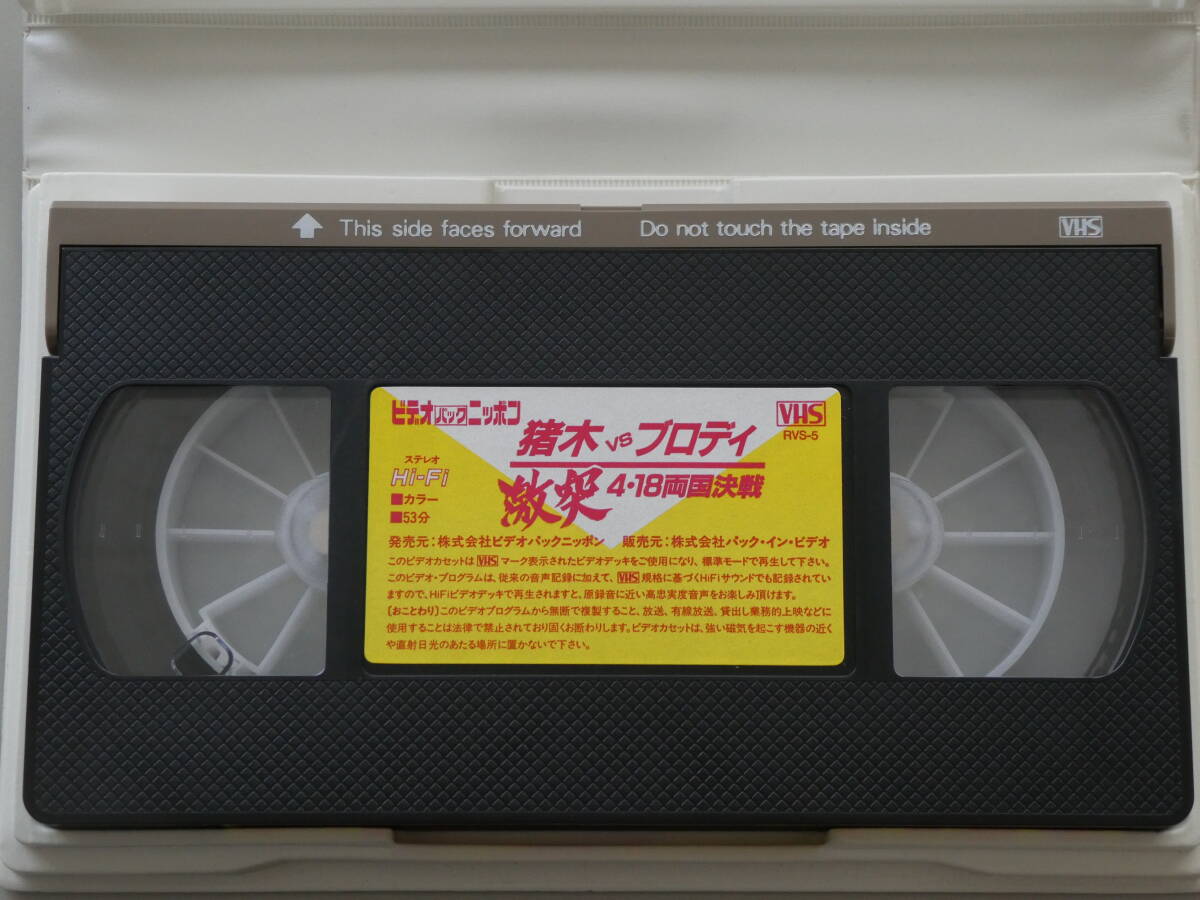 This side faces forward Do not touch the tape inside VHS
ビデオパックニッポン
猪木 VS ブロディ
VHS
RVS-5
ステレオ
Hi-Fi
激突 4・18両国決戦
■カラー
■53分
発売元:株式会社ビデオパックニッポン 販売元:株式会社パック・イン・ビデオ
このビデオカセットは VHS マーク表示されたビデオデッキをご使用になり、標準モードで再生して下さい。
このビデオ・プログラムは、従来の音声記録に加えて、VHS 規格に基づくHiFiサウンドでも記録されてい
ますので、HiFiビデオデッキで再生されますと、原録音に近い高忠実度音声をお楽しみ頂けます。
〔おことわり〕このビデオプログラムから無断で複製すること、放送、有線放送、貸出し業務的上映などに
使用することは法律で禁止されており固くお断わりします。ビデオカセットは、強い磁気を起こす機器の近く
や直射日光のあたる場所に置かないで下さい。